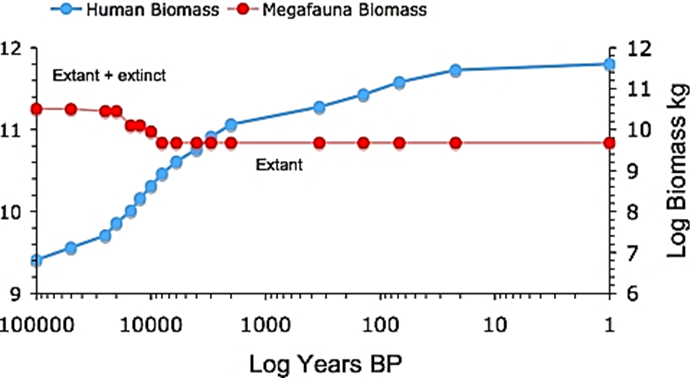 Human Biomass Megafauna Biomass
12 12
Extant + extinct
11
11 10
Extant
9
10 8
7
9 6
100000 10000 1000 100 10 1
Log Years BP
Log Biomass kg